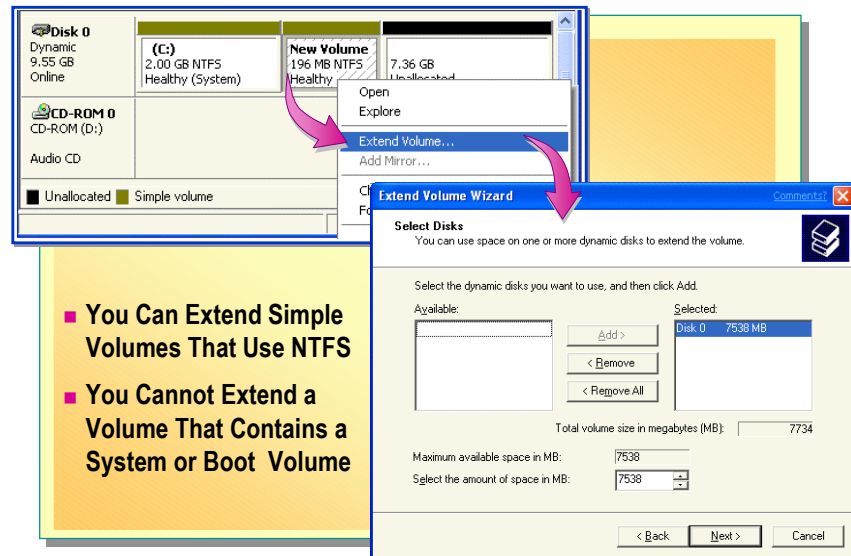 Disk 0
Dynamic
9.55 GB
Online
(C:)
2.00 GB NTFS
Healthy (System)
New Volume
196 MB NTFS
Healthy
7.36 GB
Unallocated
CD-ROM 0
CD-ROM (D:)
Audio CD
Unallocated Simple volume
Open
Explore
Extend Volume...
Add Mirror...
Extend Volume Wizard
Comments?
Select Disks
You can use space on one or more dynamic disks to extend the volume.
Select the dynamic disks you want to use, and then click Add.
Available:
Selected:
Disk 0 7538 MB
Add >
< Remove
< Remove All
Total volume size in megabytes (MB): 7734
Maximum available space in MB: 7538
Select the amount of space in MB: 7538
< Back Next > Cancel
■ You Can Extend Simple
Volumes That Use NTFS
■ You Cannot Extend a
Volume That Contains a
System or Boot Volume